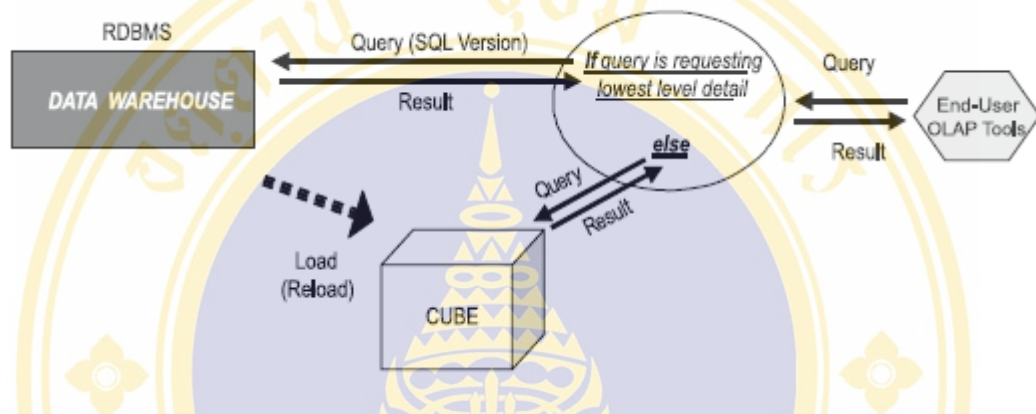 RDBMS
DATA WAREHOUSE
Query (SQL Version)
Result
If query is requesting
lowest level detail
else
Query
Result
Query
Result
End-User
OLAP Tools
Load
(Reload)
CUBE